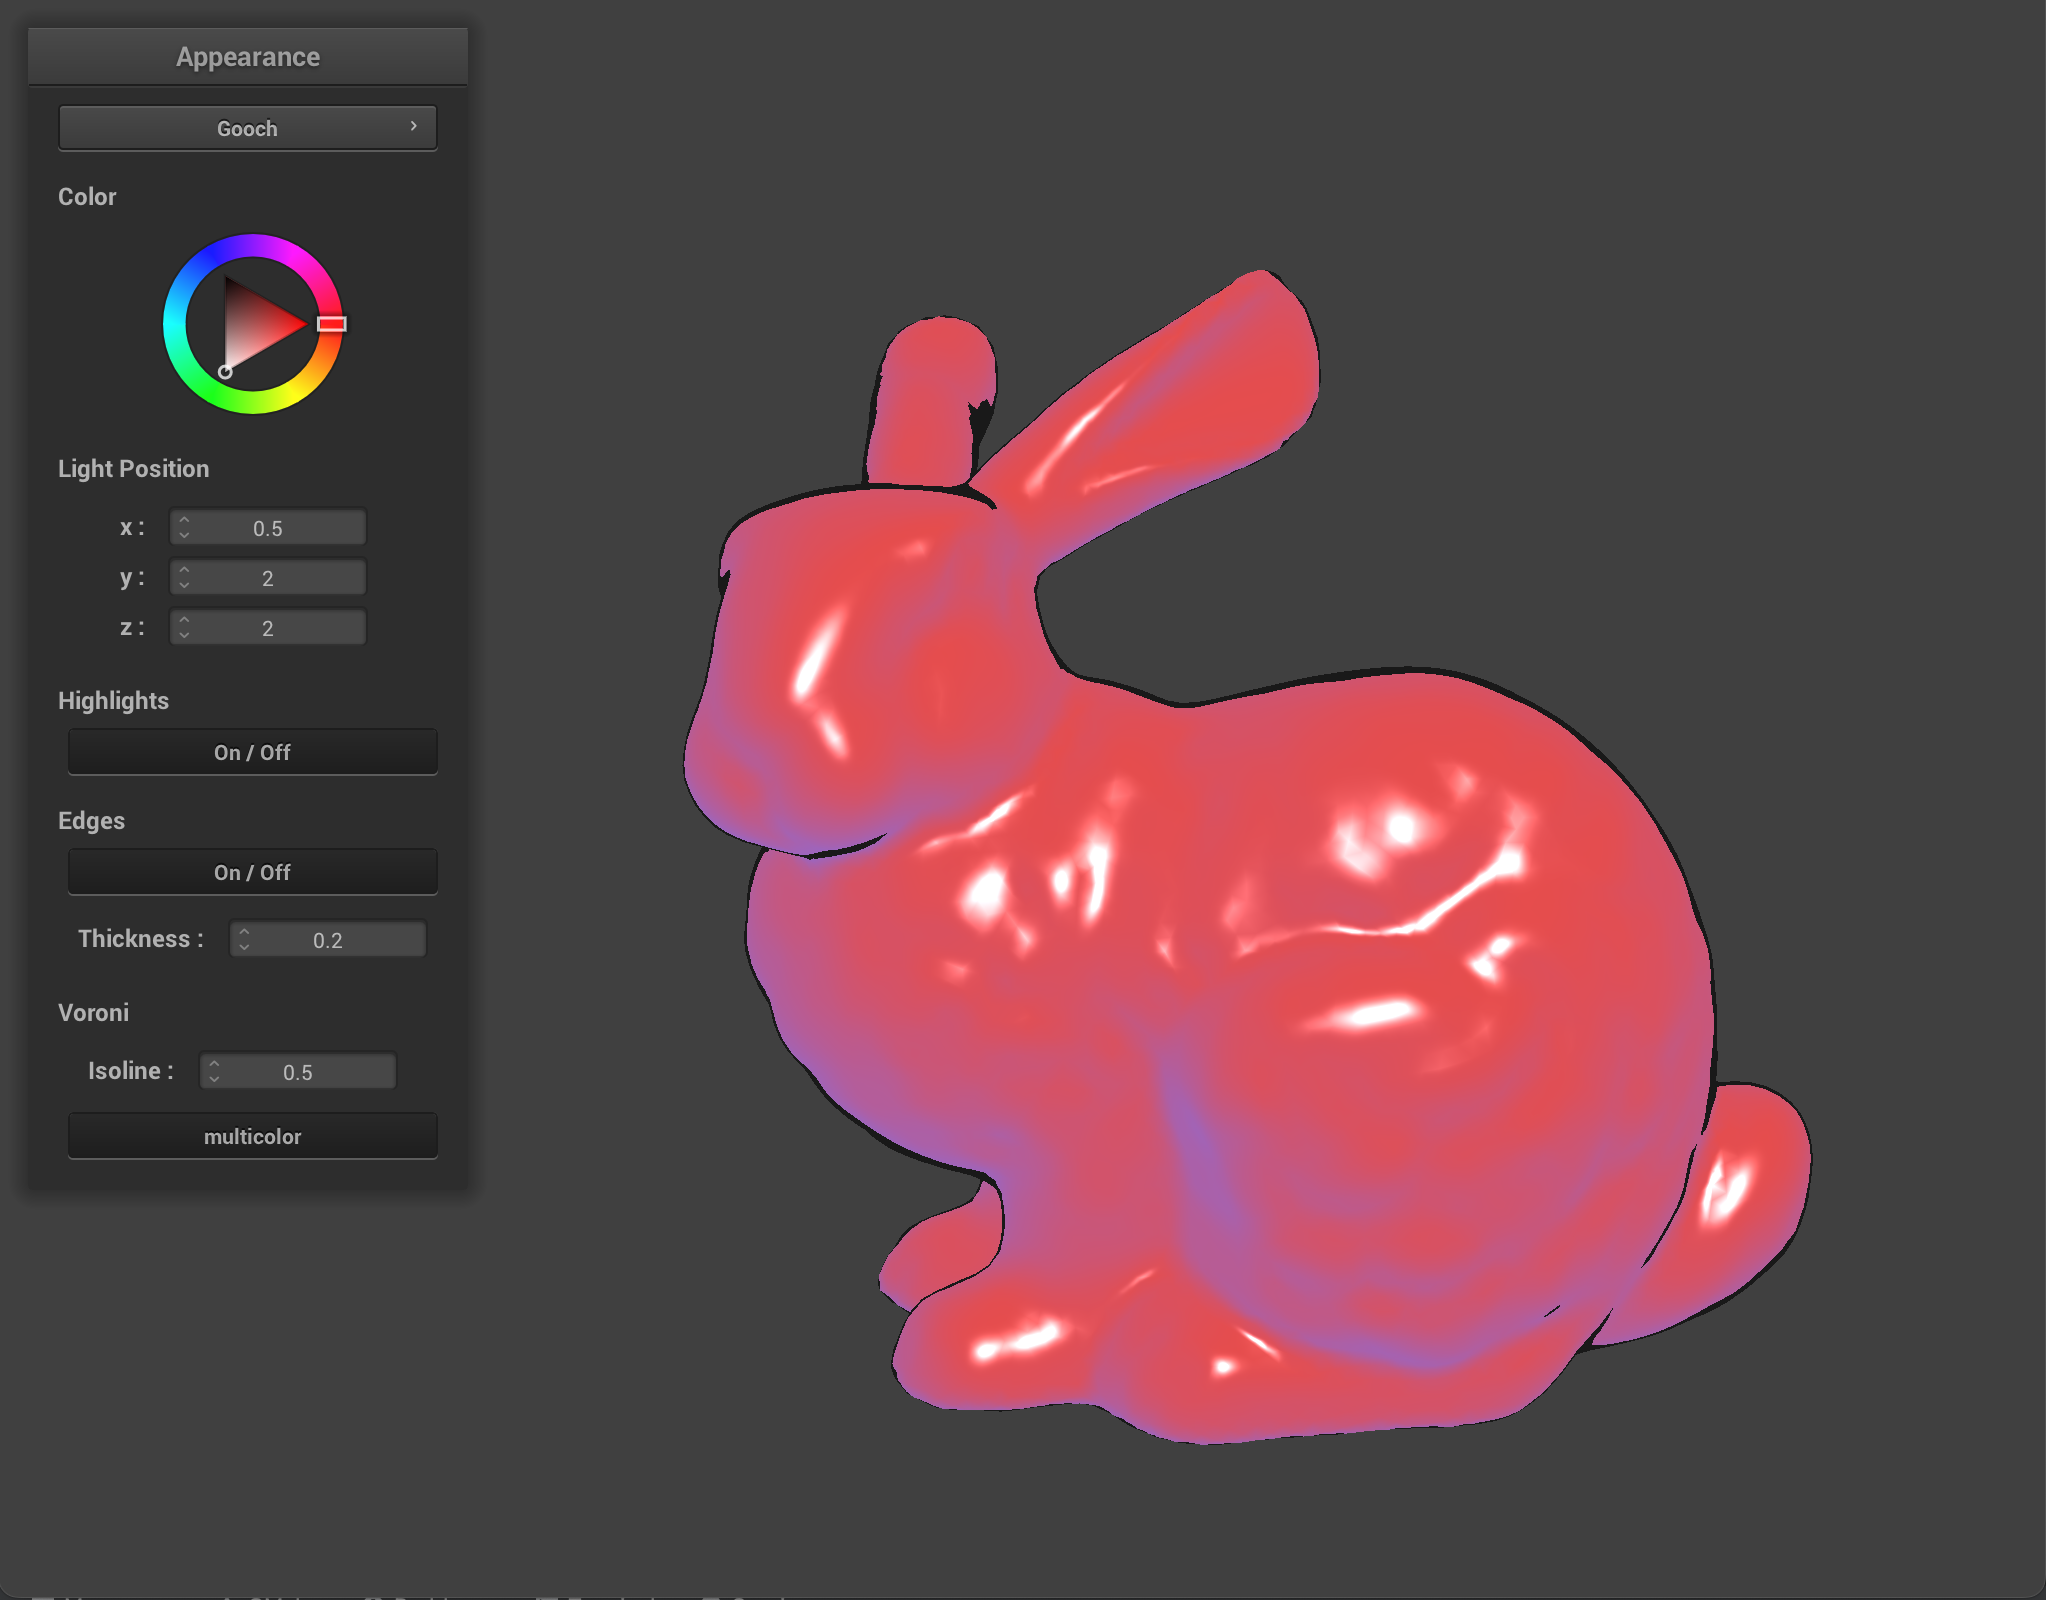 Appearance
Gooch
Color
Light Position
x : 0.5
y : 2
z : 2
Highlights
On / Off
Edges
On / Off
Thickness : 0.2
Voroni
Isoline : 0.5
multicolor